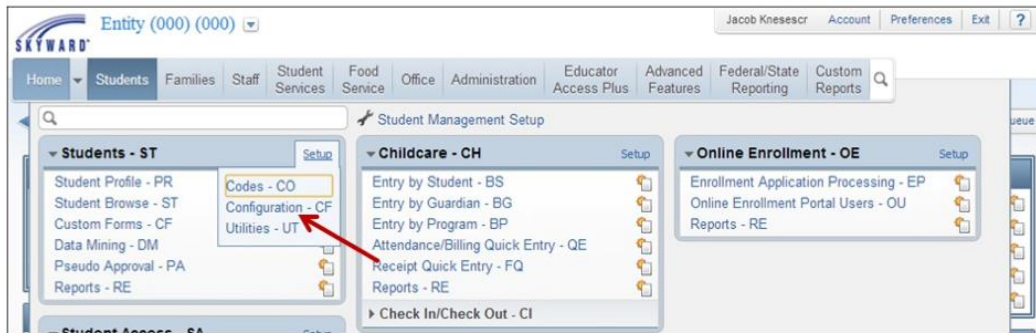 SKYWARD
Entity (000) (000)
Jacob Knesescr Account Preferences Exit ?
Home Students Families Staff Student Services Food Service Office Administration Educator Access Plus Advanced Features Federal/State Reporting Custom Reports
Student Management Setup
Students - ST Setup
Student Profile - PR
Student Browse - ST
Custom Forms - CF
Data Mining - DM
Pseudo Approval - PA
Reports - RE
Codes - CO
Configuration - CF
Utilities - UT
Childcare - CH Setup
Entry by Student - BS
Entry by Guardian - BG
Entry by Program - BP
Attendance/Billing Quick Entry - QE
Receipt Quick Entry - FQ
Reports - RE
Check In/Check Out - CI
Online Enrollment - OE Setup
Enrollment Application Processing - EP
Online Enrollment Portal Users - OU
Reports - RE
Student Access - SA